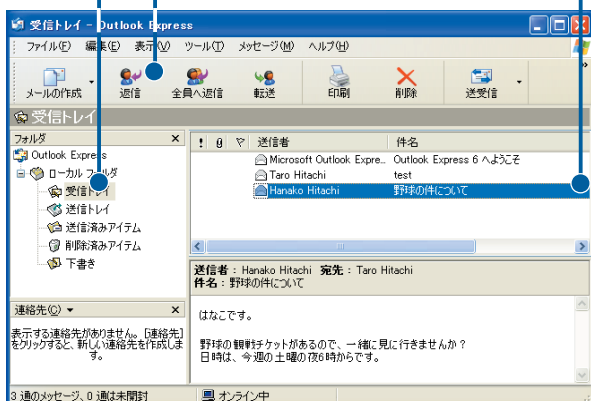 受信トレイ - Outlook Express
ファイル(F) 編集(E) 表示(V) ツール(T) メッセージ(M) ヘルプ(H)
メールの作成 返信 全員へ返信 転送 印刷 削除 送受信 »
受信トレイ
フォルダ ×
Outlook Express
ローカル フォルダ
受信トレイ
送信トレイ
送信済みアイテム
削除済みアイテム
下書き
連絡先(C) ×
表示する連絡先がありません。[連絡先]
をクリックすると、新しい連絡先を作成しま
す。
! 送信者 件名
Microsoft Outlook Expre... Outlook Express 6 へようこそ
Taro Hitachi test
Hanako Hitachi 野球の件について
送信者: Hanako Hitachi 宛先: Taro Hitachi
件名: 野球の件について
はなこです。
野球の観戦チケットがあるので、一緒に見に行きませんか?
日時は、今週の土曜の夜6時からです。
3 通のメッセージ、0 通は未開封 オンライン中